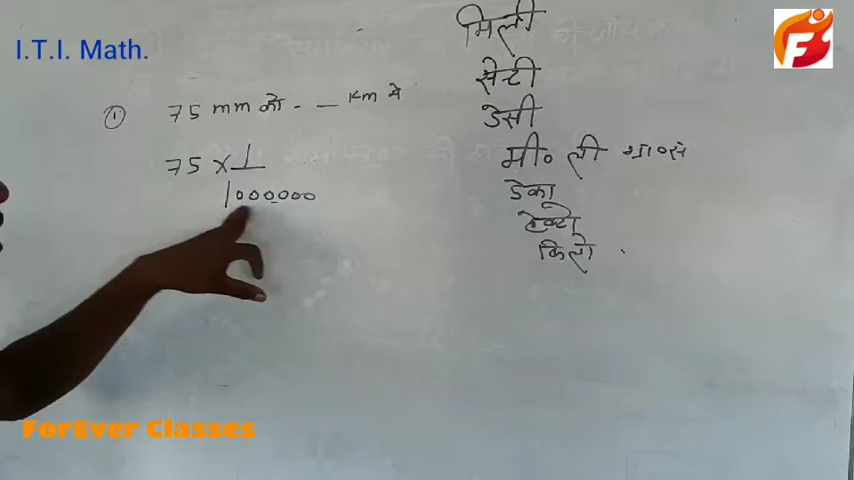 I.T.I. Math.
मिली
सेन्टी
डेसी
① 75 mm को - — Km मे
75 × 1
1000000
मी० ली ग्रा०से
डेका
हेक्टो
किलो .
ForEver Classes